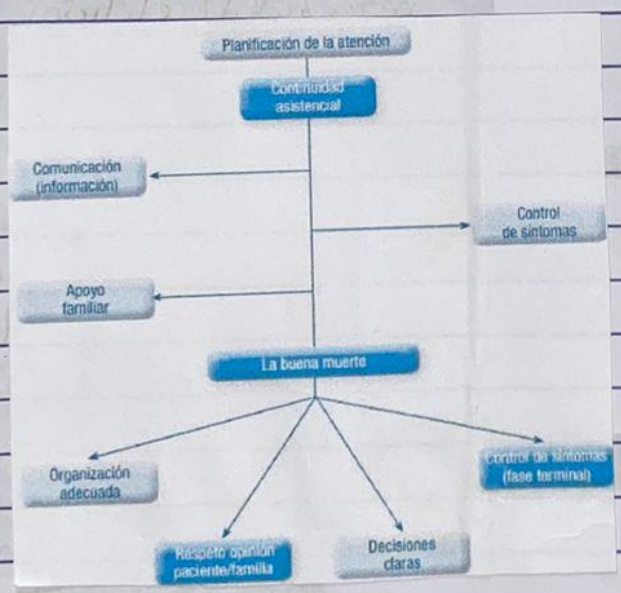 Planificación de la atención
Continuidad
asistencial
Comunicación
(información)
Control
de síntomas
Apoyo
familiar
La buena muerte
Organización
adecuada
Control de síntomas
(fase terminal)
Respeto opinión
paciente/familia
Decisiones
claras